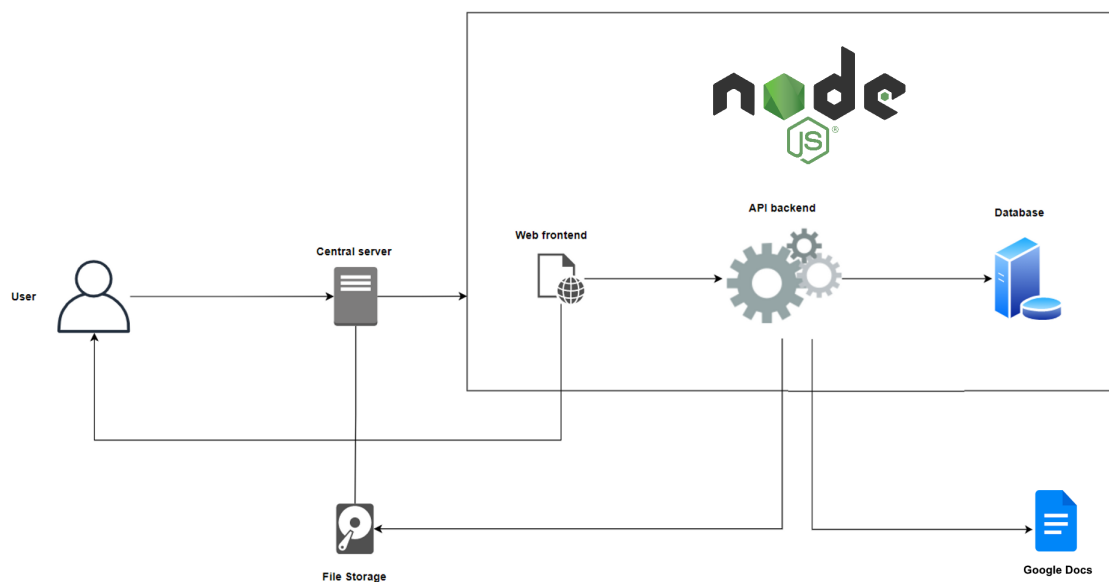 node
JS®
API backend
Database
Web frontend
Central server
User
File Storage
Google Docs